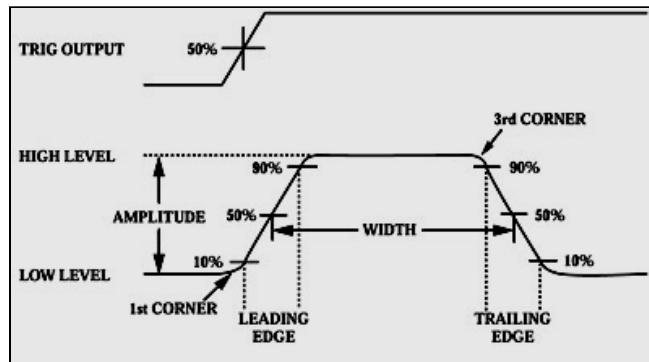 TRIG OUTPUT
50%
3rd CORNER
HIGH LEVEL
90%
90%
AMPLITUDE
50%
WIDTH
50%
10%
10%
LOW LEVEL
1st CORNER
LEADING
EDGE
TRAILING
EDGE